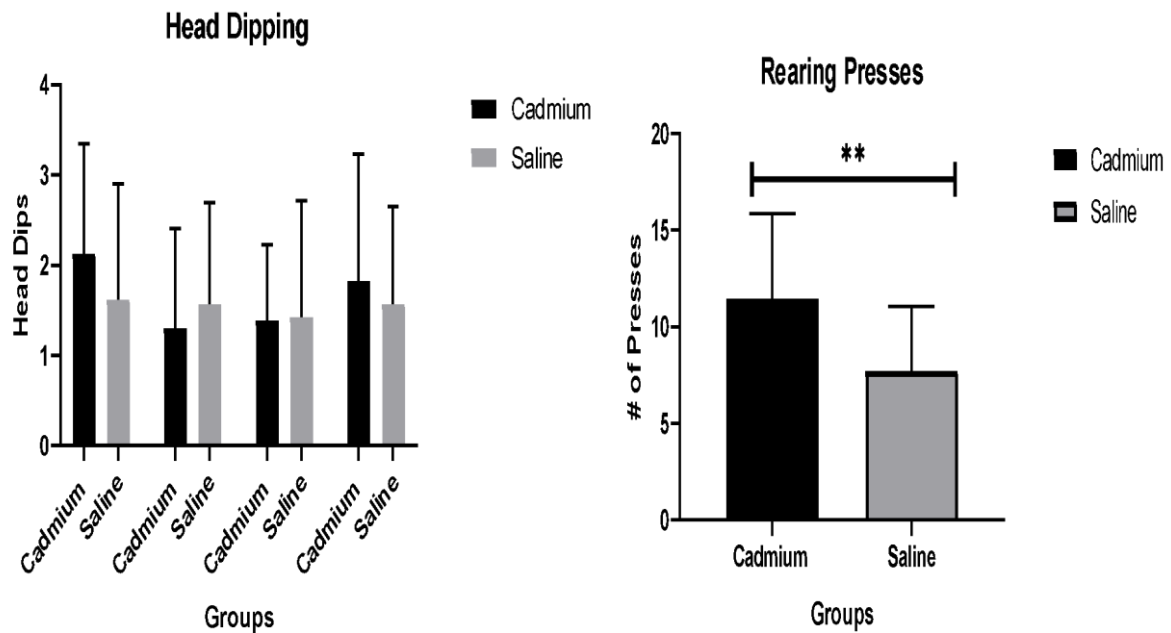 Head Dipping
Head Dips
4
3
2
1
0
Cadmium
Saline
Cadmium
Saline
Cadmium
Saline
Cadmium
Saline
Groups
Cadmium
Saline
Rearing Presses
# of Presses
20
15
10
5
0
**
Cadmium
Saline
Groups
Cadmium
Saline